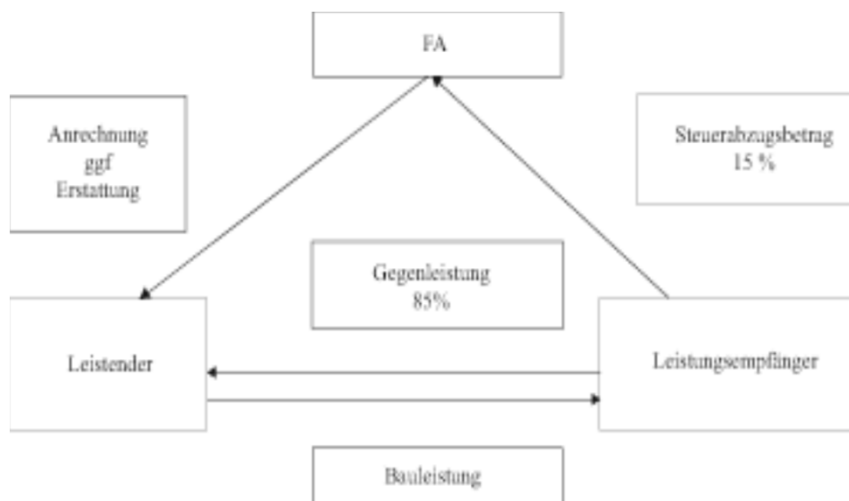 FA
Anrechnung
ggf
Erstattung
Steuerabzugsbetrag
15 %
Gegenleistung
85%
Leistender
Leistungsempfänger
Bauleistung